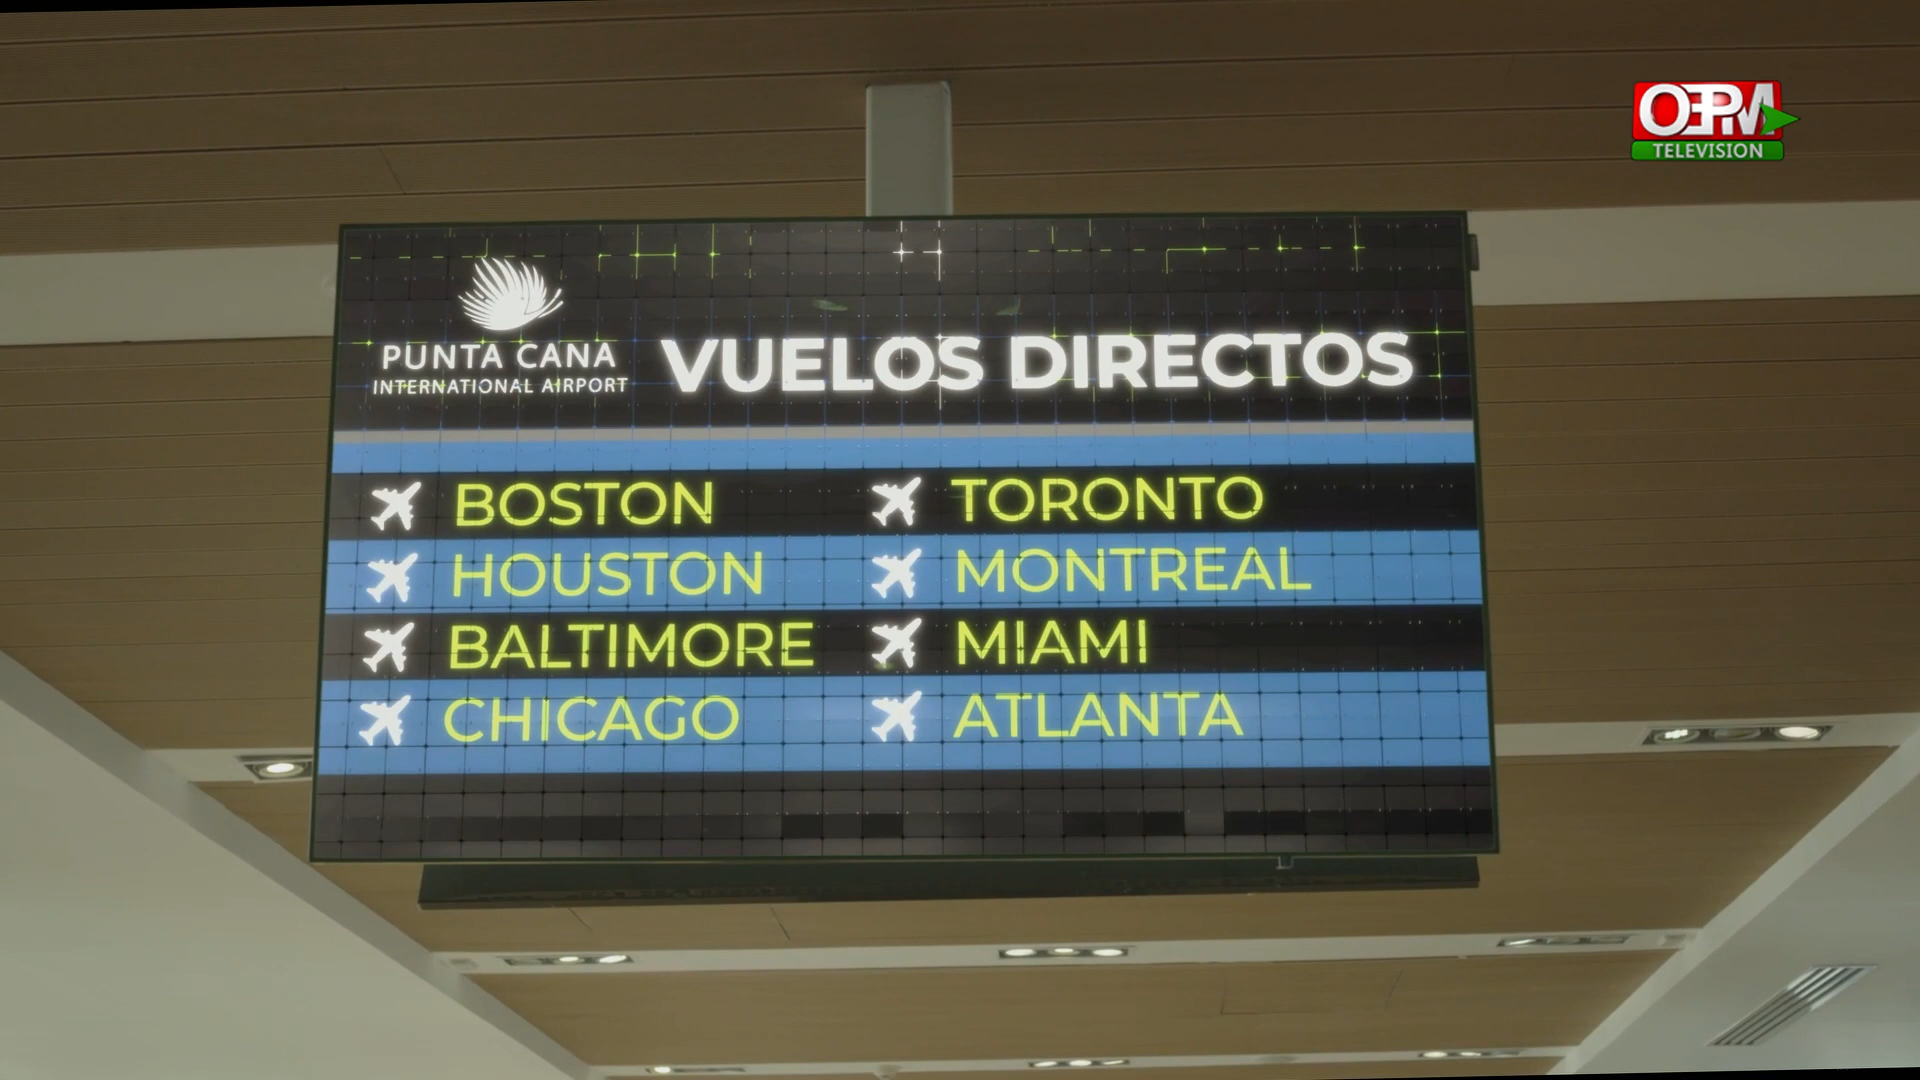 OEPM
TELEVISION
PUNTA CANA
INTERNATIONAL AIRPORT
VUELOS DIRECTOS
BOSTON
HOUSTON
BALTIMORE
CHICAGO
TORONTO
MONTREAL
MIAMI
ATLANTA